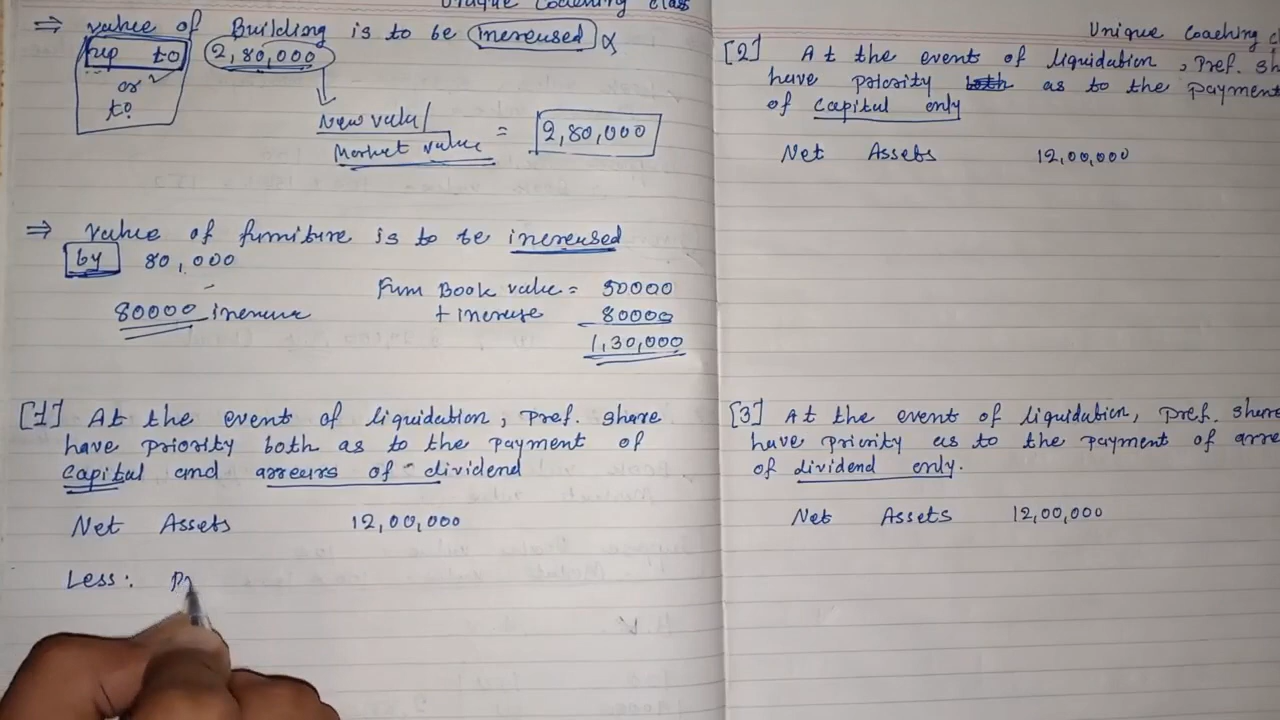 Unique Coaching Class
⇒ value of Building is to be increased
up to 2,80,000
or
to
New value/
Market value = 2,80,000
⇒ value of furniture is to be increased
by 80,000
80000 increase
Furn Book value = 50000
+ increase 80000
1,30,000
[1] At the event of liquidation, pref. share
have priority both as to the payment of
capital and arrears of dividend
Net Assets 12,00,000
Less:
Unique Coaching
[2] At the event of liquidation, Pref. sh
have priority both as to the payment
of capital only
Net Assets 12,00,000
[3] At the event of liquidation, pref. share
have priority as to the payment of arre
of dividend only.
Net Assets 12,00,000